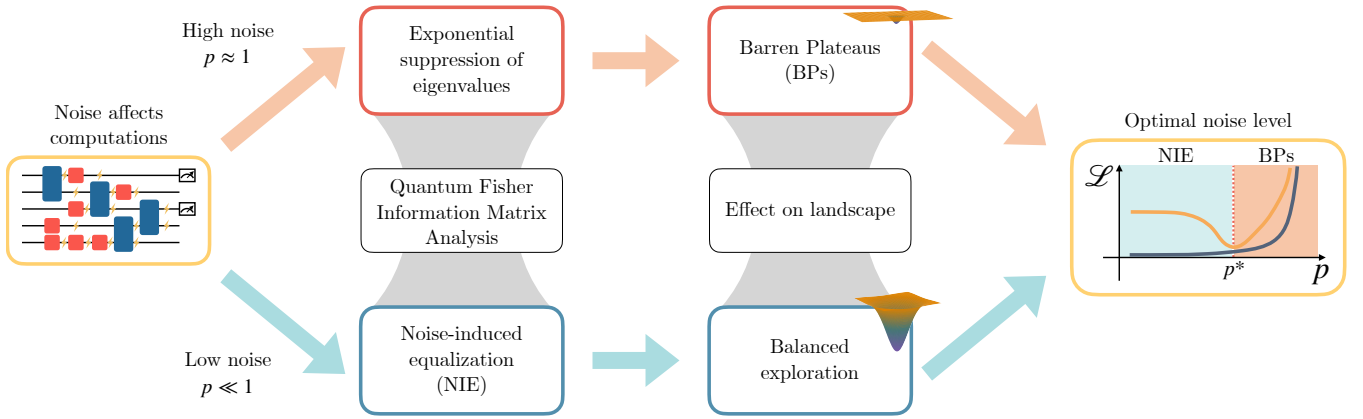 High noise
p ≈ 1
Exponential
suppression of
eigenvalues
Barren Plateaus
(BPs)
Noise affects
computations
Optimal noise level
NIE
BPs
ℒ
p*
p
Quantum Fisher
Information Matrix
Analysis
Effect on landscape
Low noise
p ≪ 1
Noise-induced
equalization
(NIE)
Balanced
exploration